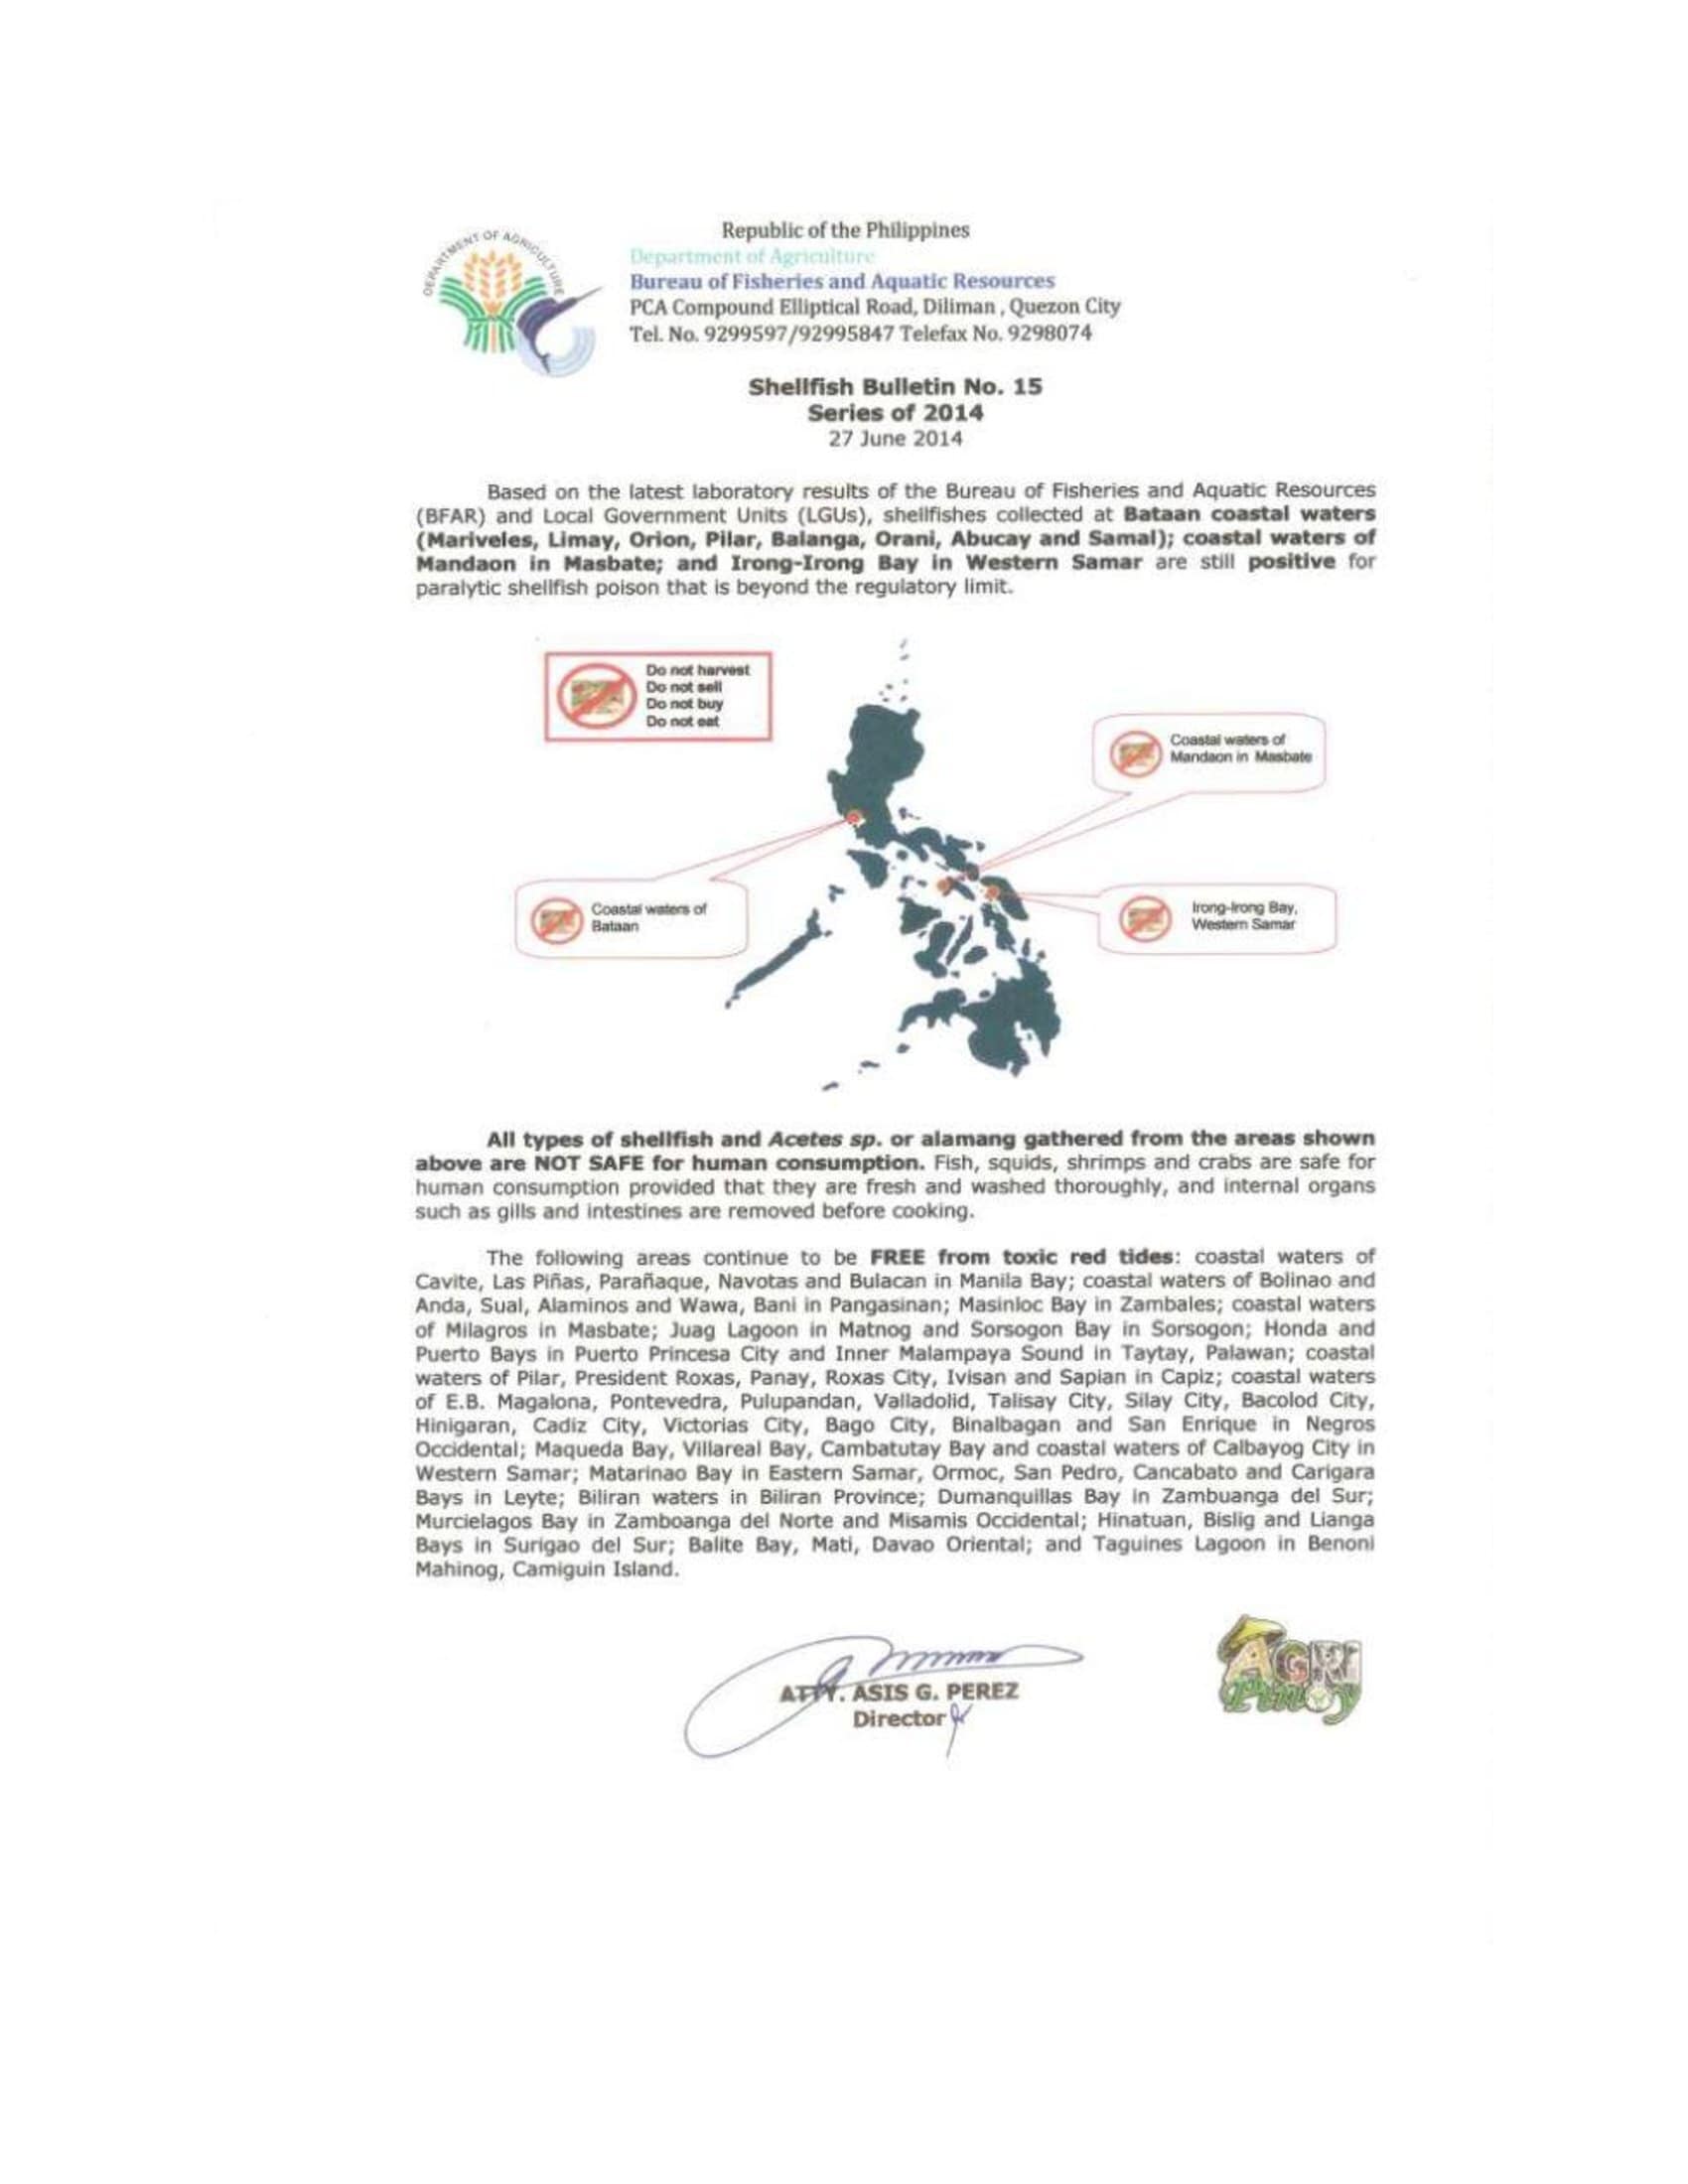 DEPARTMENT OF AGRICULTURE
Republic of the Philippines
Department of Agriculture
Bureau of Fisheries and Aquatic Resources
PCA Compound Elliptical Road, Diliman , Quezon City
Tel. No. 9299597/92995847 Telefax No. 9298074
Shellfish Bulletin No. 15
Series of 2014
27 June 2014
Based on the latest laboratory results of the Bureau of Fisheries and Aquatic Resources
(BFAR) and Local Government Units (LGUs), shellfishes collected at Bataan coastal waters
(Mariveles, Limay, Orion, Pilar, Balanga, Orani, Abucay and Samal); coastal waters of
Mandaon in Masbate; and Irong-Irong Bay in Western Samar are still positive for
paralytic shellfish poison that is beyond the regulatory limit.
Do not harvest
Do not sell
Do not buy
Do not eat
Coastal waters of
Mandaon in Masbate
Coastal waters of
Bataan
Irong-Irong Bay,
Western Samar
All types of shellfish and Acetes sp. or alamang gathered from the areas shown
above are NOT SAFE for human consumption. Fish, squids, shrimps and crabs are safe for
human consumption provided that they are fresh and washed thoroughly, and internal organs
such as gills and intestines are removed before cooking.
The following areas continue to be FREE from toxic red tides: coastal waters of
Cavite, Las Piñas, Parañaque, Navotas and Bulacan in Manila Bay; coastal waters of Bolinao and
Anda, Sual, Alaminos and Wawa, Bani in Pangasinan; Masinloc Bay in Zambales; coastal waters
of Milagros in Masbate; Juag Lagoon in Matnog and Sorsogon Bay in Sorsogon; Honda and
Puerto Bays in Puerto Princesa City and Inner Malampaya Sound in Taytay, Palawan; coastal
waters of Pilar, President Roxas, Panay, Roxas City, Ivisan and Sapian in Capiz; coastal waters
of E.B. Magalona, Pontevedra, Pulupandan, Valladolid, Talisay City, Silay City, Bacolod City,
Hinigaran, Cadiz City, Victorias City, Bago City, Binalbagan and San Enrique in Negros
Occidental; Maqueda Bay, Villareal Bay, Cambatutay Bay and coastal waters of Calbayog City in
Western Samar; Matarinao Bay in Eastern Samar, Ormoc, San Pedro, Cancabato and Carigara
Bays in Leyte; Biliran waters in Biliran Province; Dumanquillas Bay in Zambuanga del Sur;
Murcielagos Bay in Zamboanga del Norte and Misamis Occidental; Hinatuan, Bislig and Lianga
Bays in Surigao del Sur; Balite Bay, Mati, Davao Oriental; and Taguines Lagoon in Benoni
Mahinog, Camiguin Island.
ATTY. ASIS G. PEREZ
Director
AGRI
Pinoy